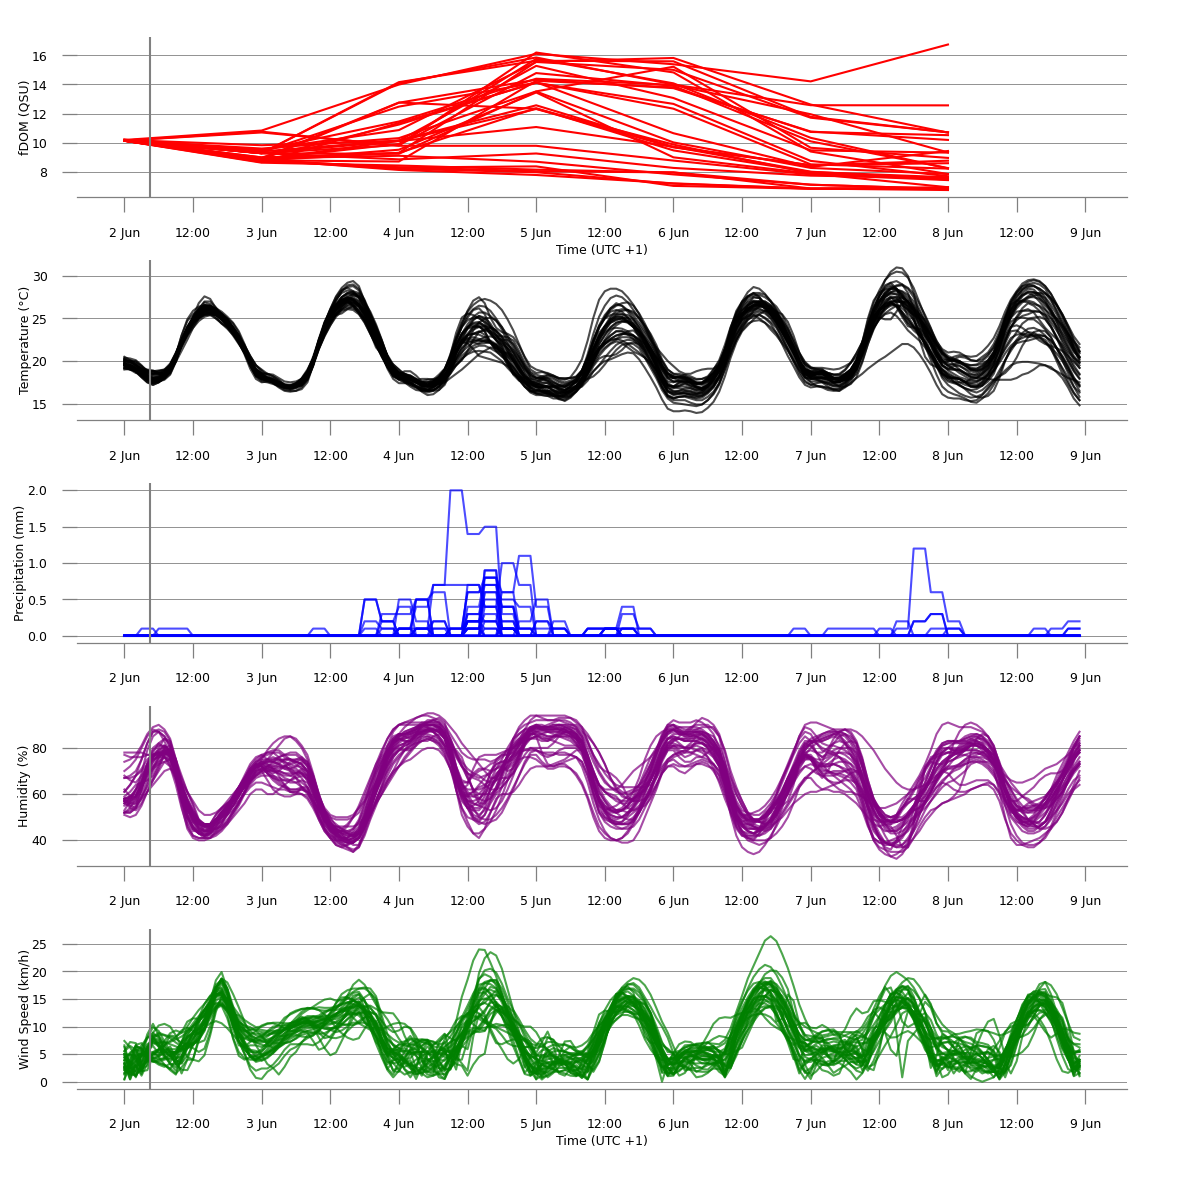 16
14
12
10
8
fDOM (QSU)
2 Jun 12:00 3 Jun 12:00 4 Jun 12:00 5 Jun 12:00 6 Jun 12:00 7 Jun 12:00 8 Jun 12:00 9 Jun
Time (UTC +1)
30
25
20
15
Temperature (°C)
2 Jun 12:00 3 Jun 12:00 4 Jun 12:00 5 Jun 12:00 6 Jun 12:00 7 Jun 12:00 8 Jun 12:00 9 Jun
2.0
1.5
1.0
0.5
0.0
Precipitation (mm)
2 Jun 12:00 3 Jun 12:00 4 Jun 12:00 5 Jun 12:00 6 Jun 12:00 7 Jun 12:00 8 Jun 12:00 9 Jun
80
60
40
Humidity (%)
2 Jun 12:00 3 Jun 12:00 4 Jun 12:00 5 Jun 12:00 6 Jun 12:00 7 Jun 12:00 8 Jun 12:00 9 Jun
25
20
15
10
5
0
Wind Speed (km/h)
2 Jun 12:00 3 Jun 12:00 4 Jun 12:00 5 Jun 12:00 6 Jun 12:00 7 Jun 12:00 8 Jun 12:00 9 Jun
Time (UTC +1)